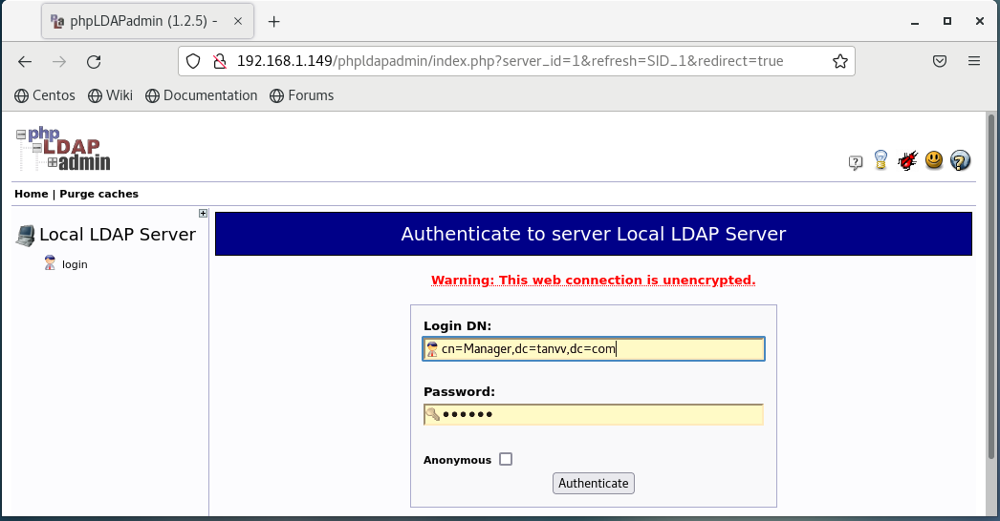 phpLDAPadmin (1.2.5) -
192.168.1.149/phpldapadmin/index.php?server_id=1&refresh=SID_1&redirect=true
Centos Wiki Documentation Forums
php
LDAP
admin
Home | Purge caches
Local LDAP Server
login
Authenticate to server Local LDAP Server
Warning: This web connection is unencrypted.
Login DN:
cn=Manager,dc=tanvv,dc=com
Password:
••••••
Anonymous
Authenticate